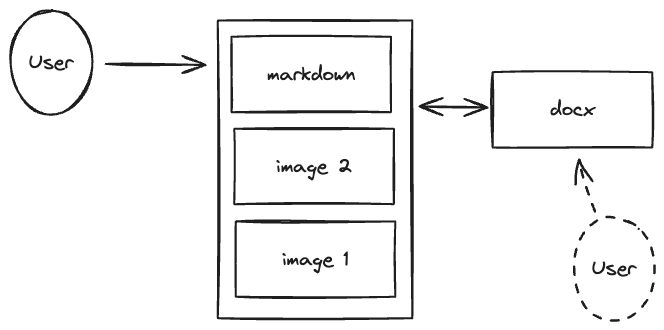 User
markdown
image 2
image 1
docx
User